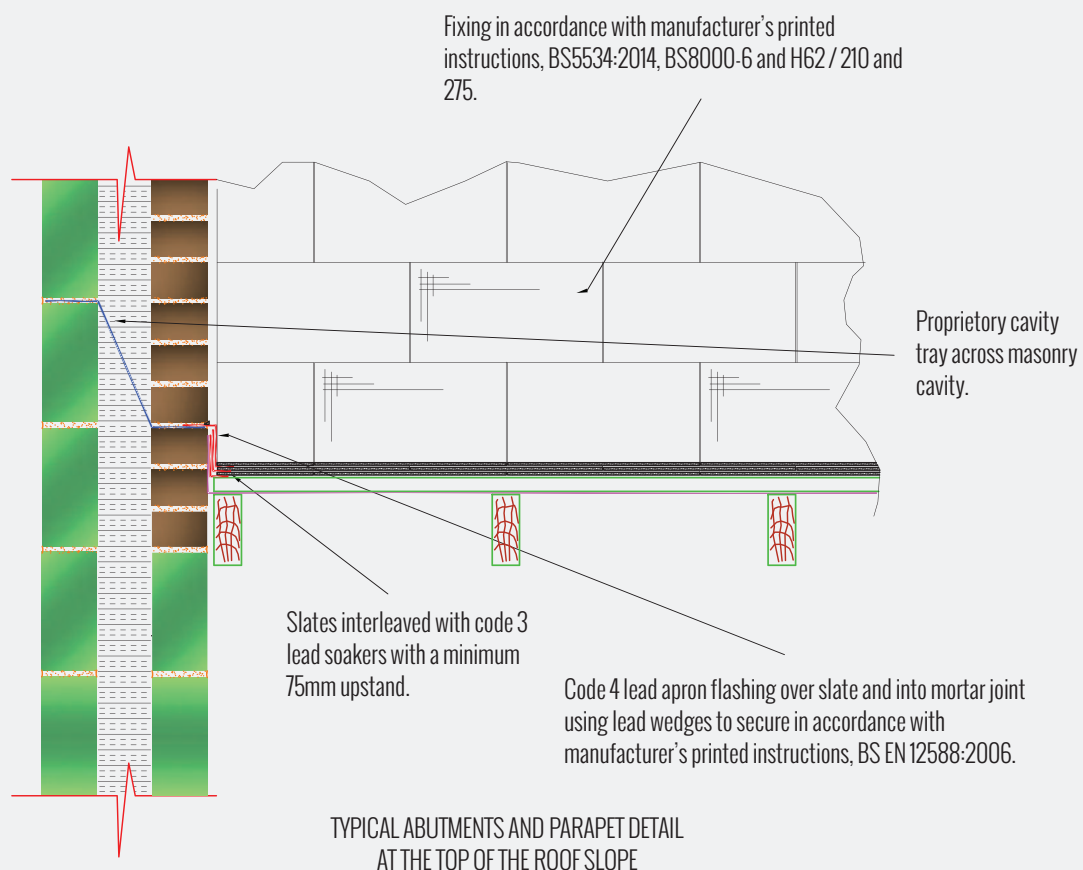 Fixing in accordance with manufacturer's printed
instructions, BS5534:2014, BS8000-6 and H62 / 210 and
275.
Proprietory cavity
tray across masonry
cavity.
Slates interleaved with code 3
lead soakers with a minimum
75mm upstand.
Code 4 lead apron flashing over slate and into mortar joint
using lead wedges to secure in accordance with
manufacturer's printed instructions, BS EN 12588:2006.
TYPICAL ABUTMENTS AND PARAPET DETAIL
AT THE TOP OF THE ROOF SLOPE